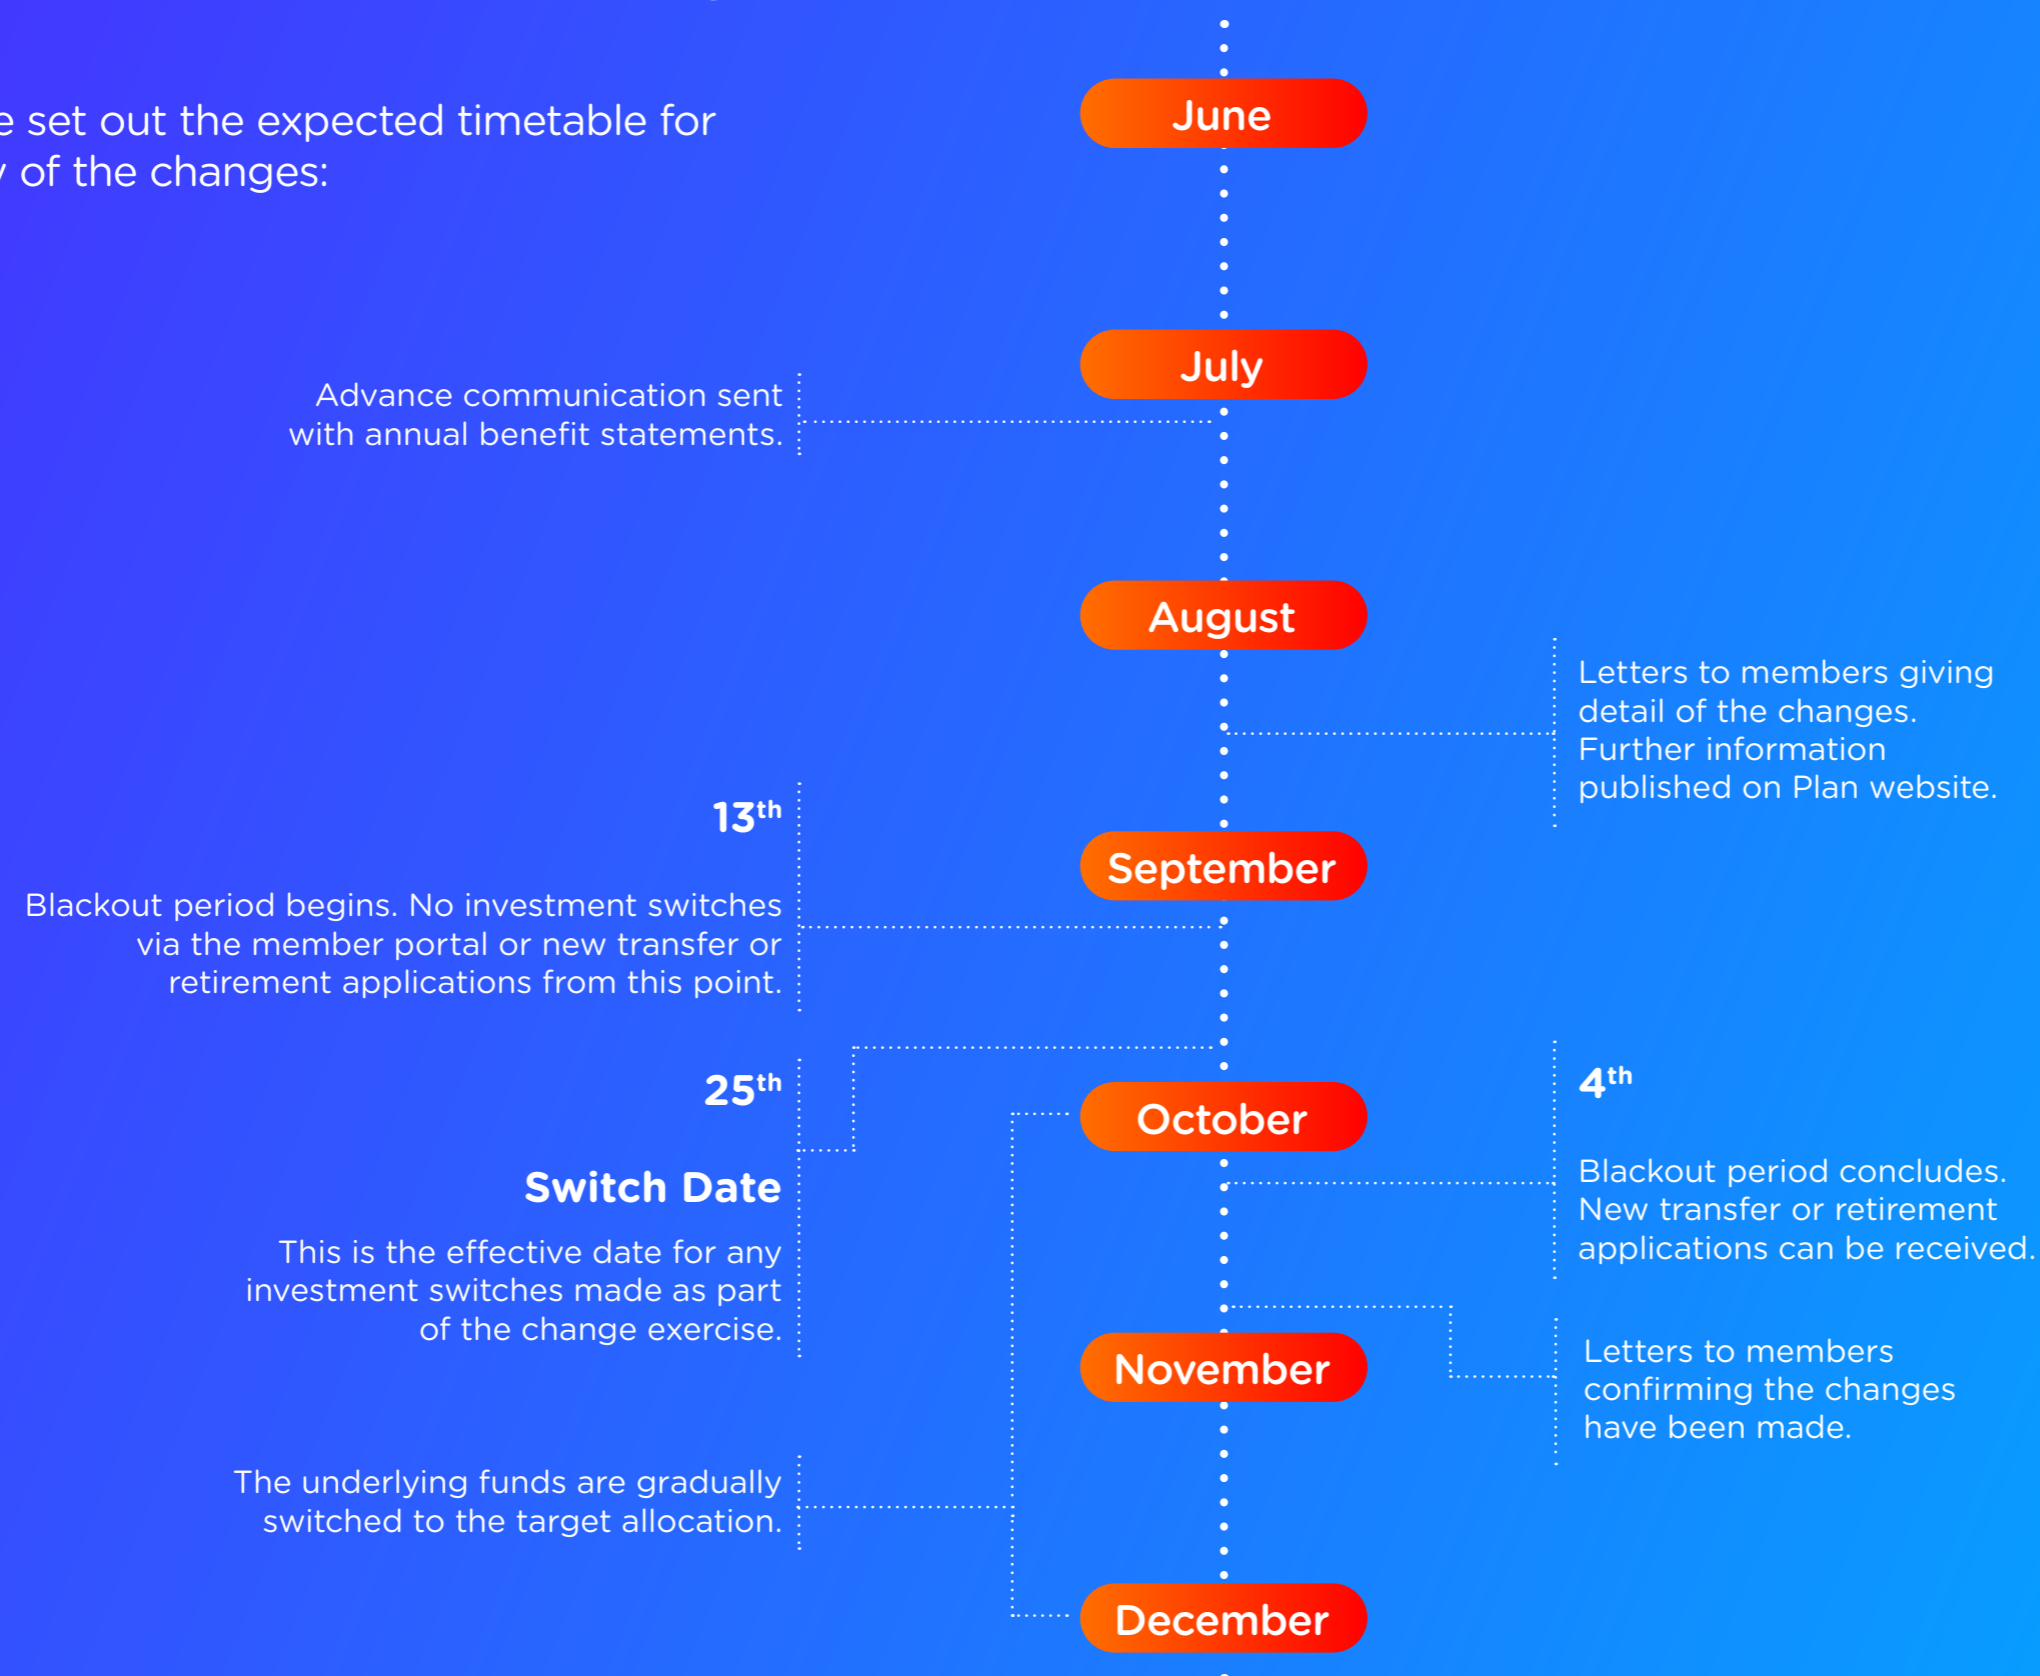 set out the expected timetable for
of the changes:
June
July
Advance communication sent
with annual benefit statements.
August
Letters to members giving
detail of the changes.
Further information
published on Plan website.
13th
September
Blackout period begins. No investment switches
via the member portal or new transfer or
retirement applications from this point.
25th
Switch Date
This is the effective date for any
investment switches made as part
of the change exercise.
October
4th
Blackout period concludes.
New transfer or retirement
applications can be received.
November
Letters to members
confirming the changes
have been made.
The underlying funds are gradually
switched to the target allocation.
December